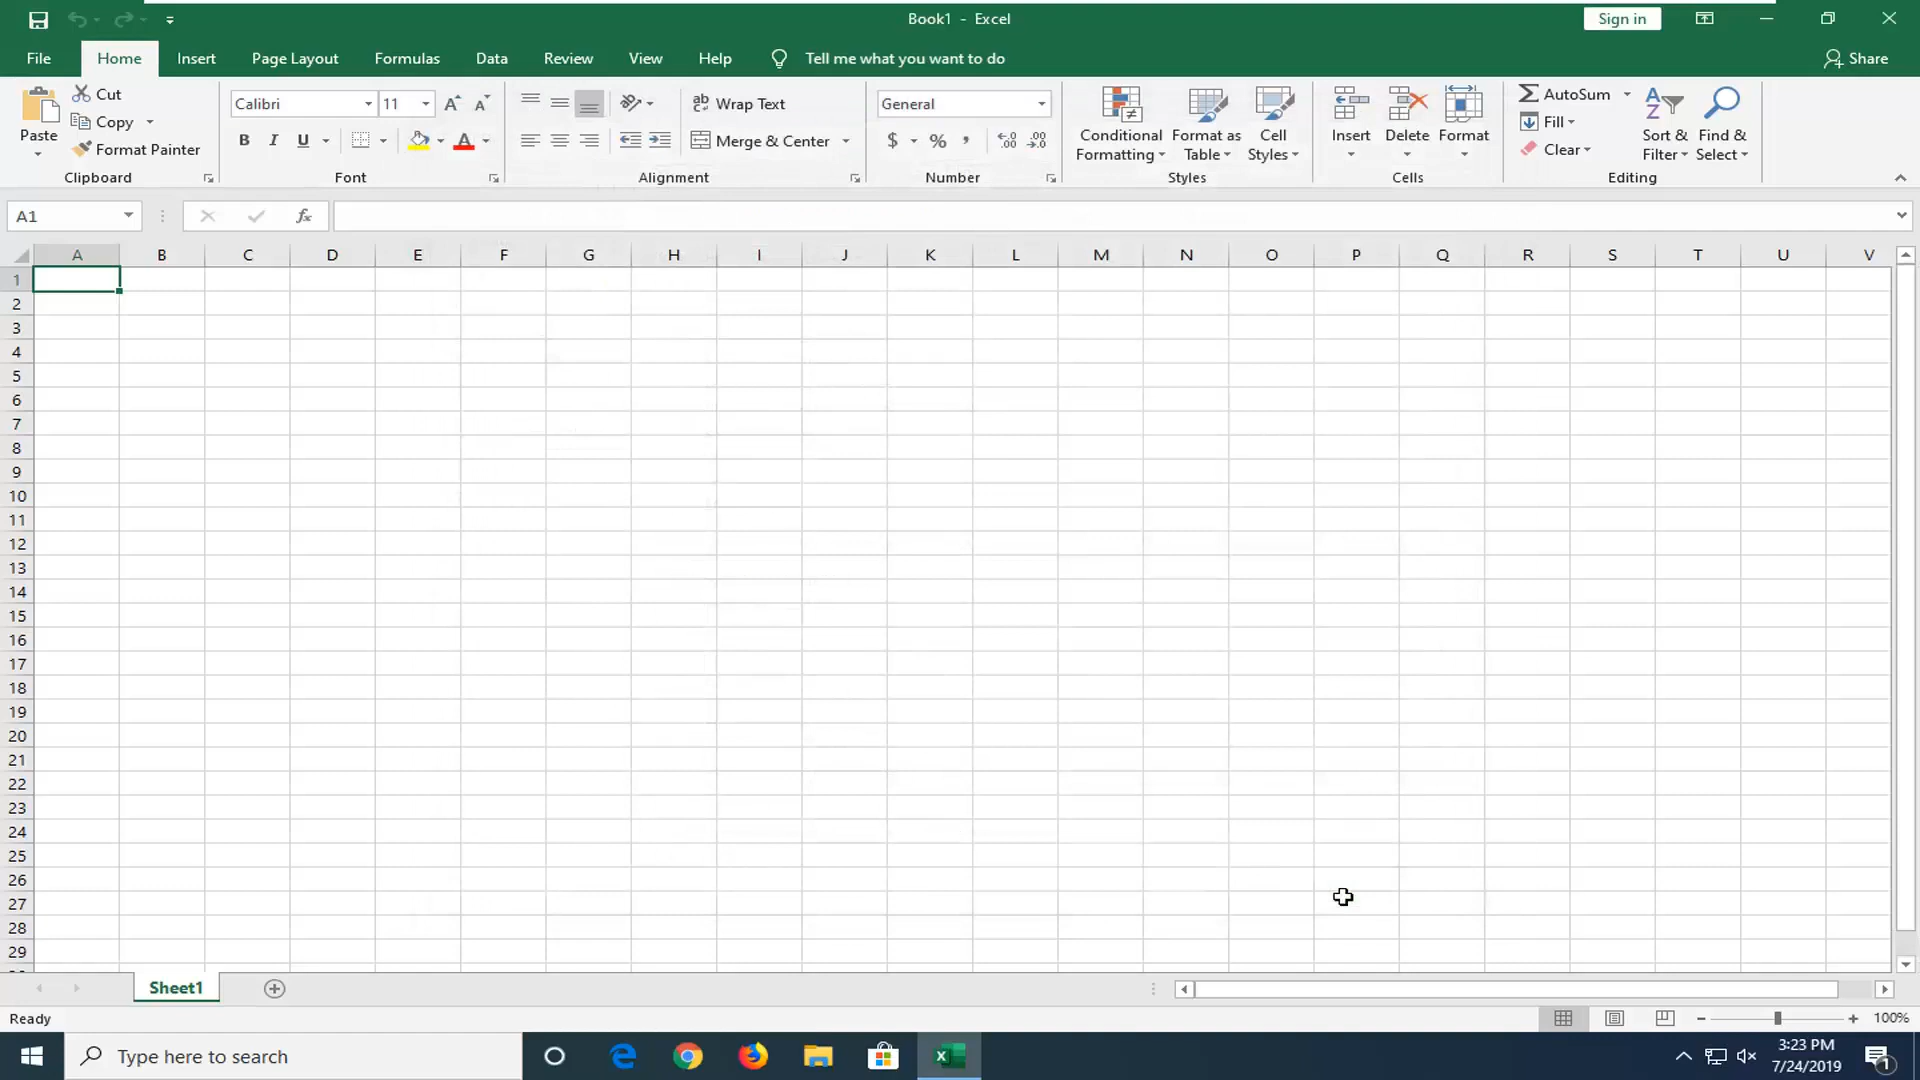 Book1 - Excel
Sign in
File Home Insert Page Layout Formulas Data Review View Help Tell me what you want to do Share
Paste
Cut
Copy
Format Painter
Clipboard
Calibri 11
B I U A
Font
Wrap Text
Merge & Center
Alignment
General
$ % ,
Number
Conditional Formatting
Format as Table
Cell Styles
Styles
Insert
Delete
Format
Cells
AutoSum
Fill
Clear
Sort & Filter
Find & Select
Editing
A1 fx
A B C D E F G H I J K L M N O P Q R S T U V
1
2
3
4
5
6
7
8
9
10
11
12
13
14
15
16
17
18
19
20
21
22
23
24
25
26
27
28
29
Sheet1
Ready
100%
Type here to search
3:23 PM
7/24/2019
1